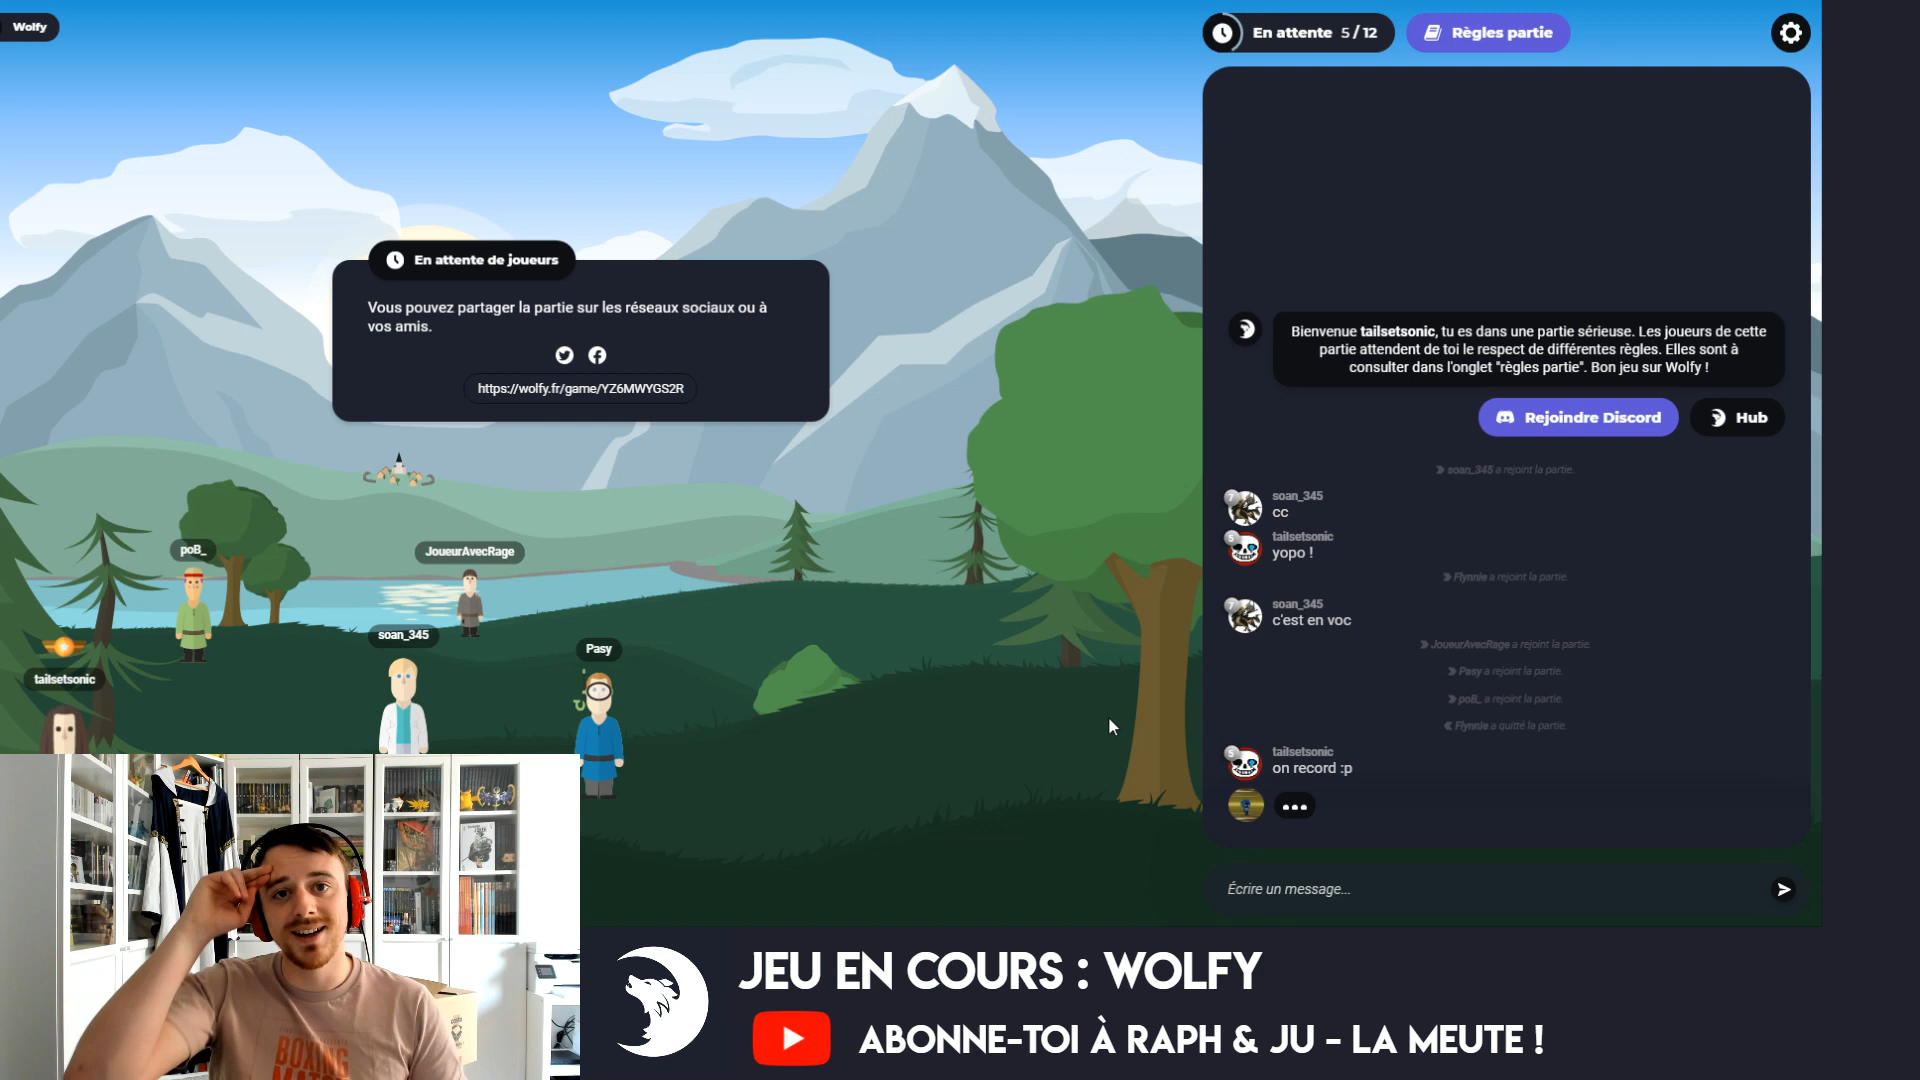 Wolfy
En attente 5 / 12
Règles partie
En attente de joueurs
Vous pouvez partager la partie sur les réseaux sociaux ou à
vos amis.
https://wolfy.fr/game/YZ6MWYGS2R
poB_
JoueurAvecRage
soan_345
Pasy
tailsetsonic
Bienvenue tailsetsonic, tu es dans une partie sérieuse. Les joueurs de cette
partie attendent de toi le respect de différentes règles. Elles sont à
consulter dans l'onglet "règles partie". Bon jeu sur Wolfy !
Rejoindre Discord
Hub
soan_345 a rejoint la partie.
7
soan_345
cc
5
tailsetsonic
yopo !
Flynnie a rejoint la partie.
7
soan_345
c'est en voc
JoueurAvecRage a rejoint la partie.
Pasy a rejoint la partie.
poB_ a rejoint la partie.
Flynnie a quitté la partie.
5
tailsetsonic
on record :p
Écrire un message...
BOXING
JEU EN COURS : WOLFY
ABONNE-TOI À RAPH & JU - LA MEUTE !